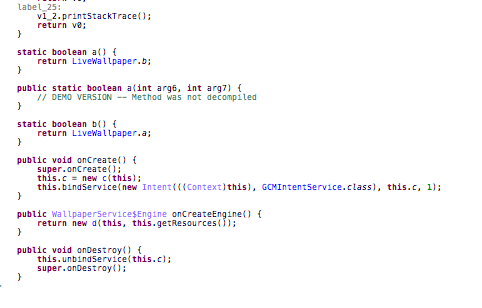 label_25:
v1_2.printStackTrace();
return v0;
}
static boolean a() {
return LiveWallpaper.b;
}
public static boolean a(int arg6, int arg7) {
// DEMO VERSION -- Method was not decompiled
}
static boolean b() {
return LiveWallpaper.a;
}
public void onCreate() {
super.onCreate();
this.c = new c(this);
this.bindService(new Intent(((Context)this), GCMIntentService.class), this.c, 1);
}
public WallpaperService$Engine onCreateEngine() {
return new d(this, this.getResources());
}
public void onDestroy() {
this.unbindService(this.c);
super.onDestroy();
}